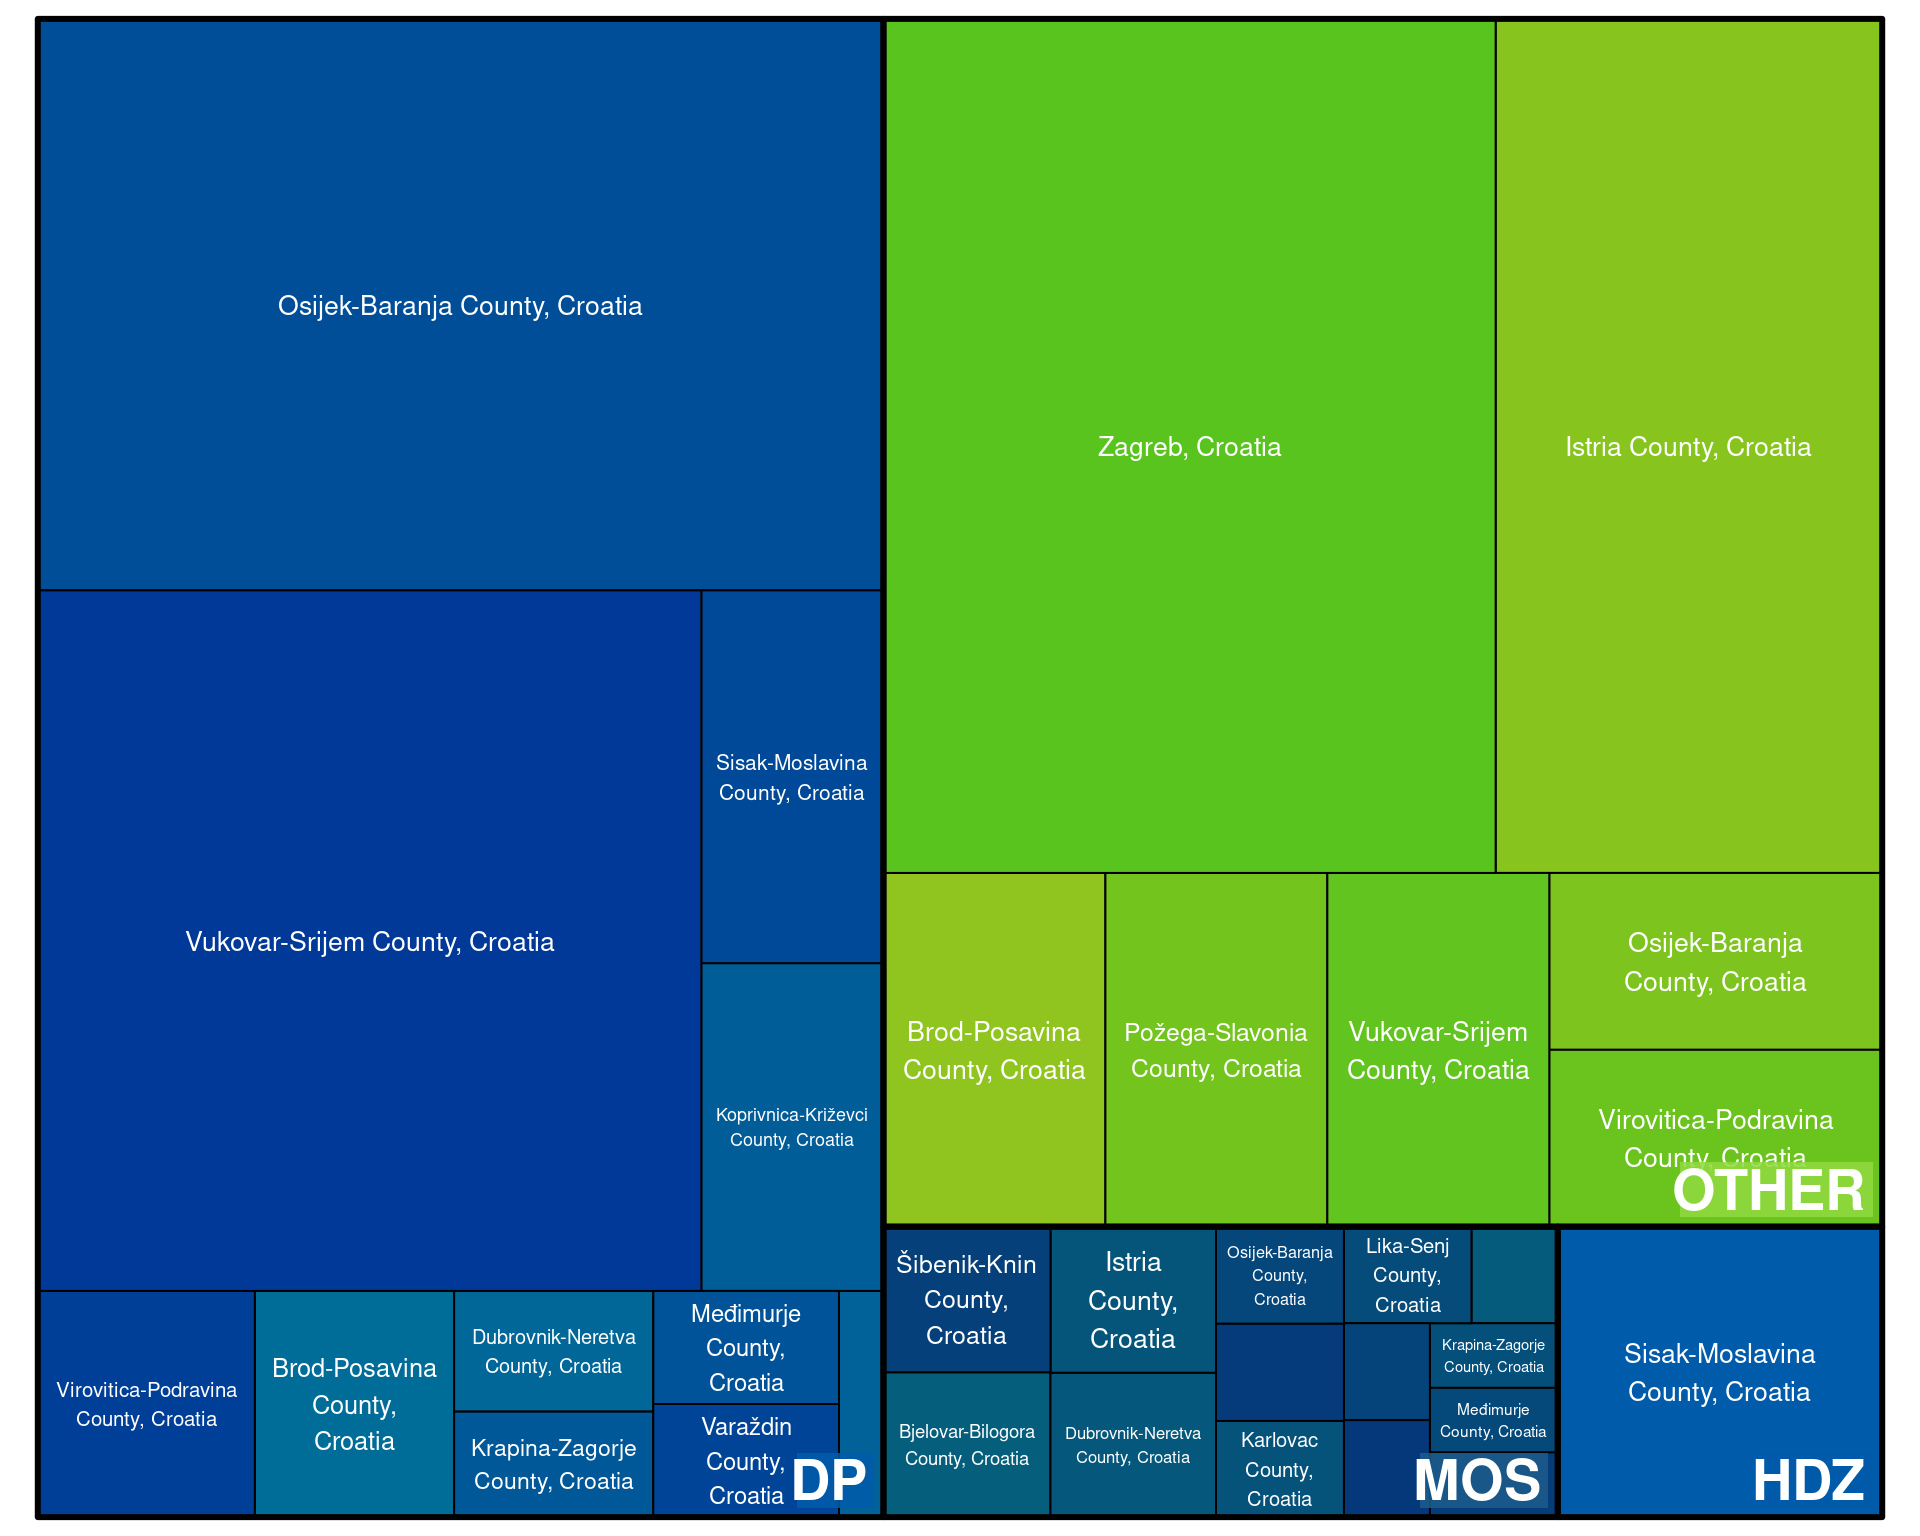 Osijek-Baranja County, Croatia
Vukovar-Srijem County, Croatia
Sisak-Moslavina
County, Croatia
Koprivnica-Križevci
County, Croatia
Virovitica-Podravina
County, Croatia
Brod-Posavina
County,
Croatia
Dubrovnik-Neretva
County, Croatia
Krapina-Zagorje
County, Croatia
Međimurje
County,
Croatia
Varaždin
County,
Croatia
DP
Zagreb, Croatia
Istria County, Croatia
Brod-Posavina
County, Croatia
Požega-Slavonia
County, Croatia
Vukovar-Srijem
County, Croatia
Osijek-Baranja
County, Croatia
Virovitica-Podravina
County, Croatia
OTHER
Šibenik-Knin
County,
Croatia
Istria
County,
Croatia
Bjelovar-Bilogora
County, Croatia
Dubrovnik-Neretva
County, Croatia
Osijek-Baranja
County,
Croatia
Lika-Senj
County,
Croatia
Karlovac
County,
Croatia
Krapina-Zagorje
County, Croatia
Međimurje
County, Croatia
MOS
Sisak-Moslavina
County, Croatia
HDZ